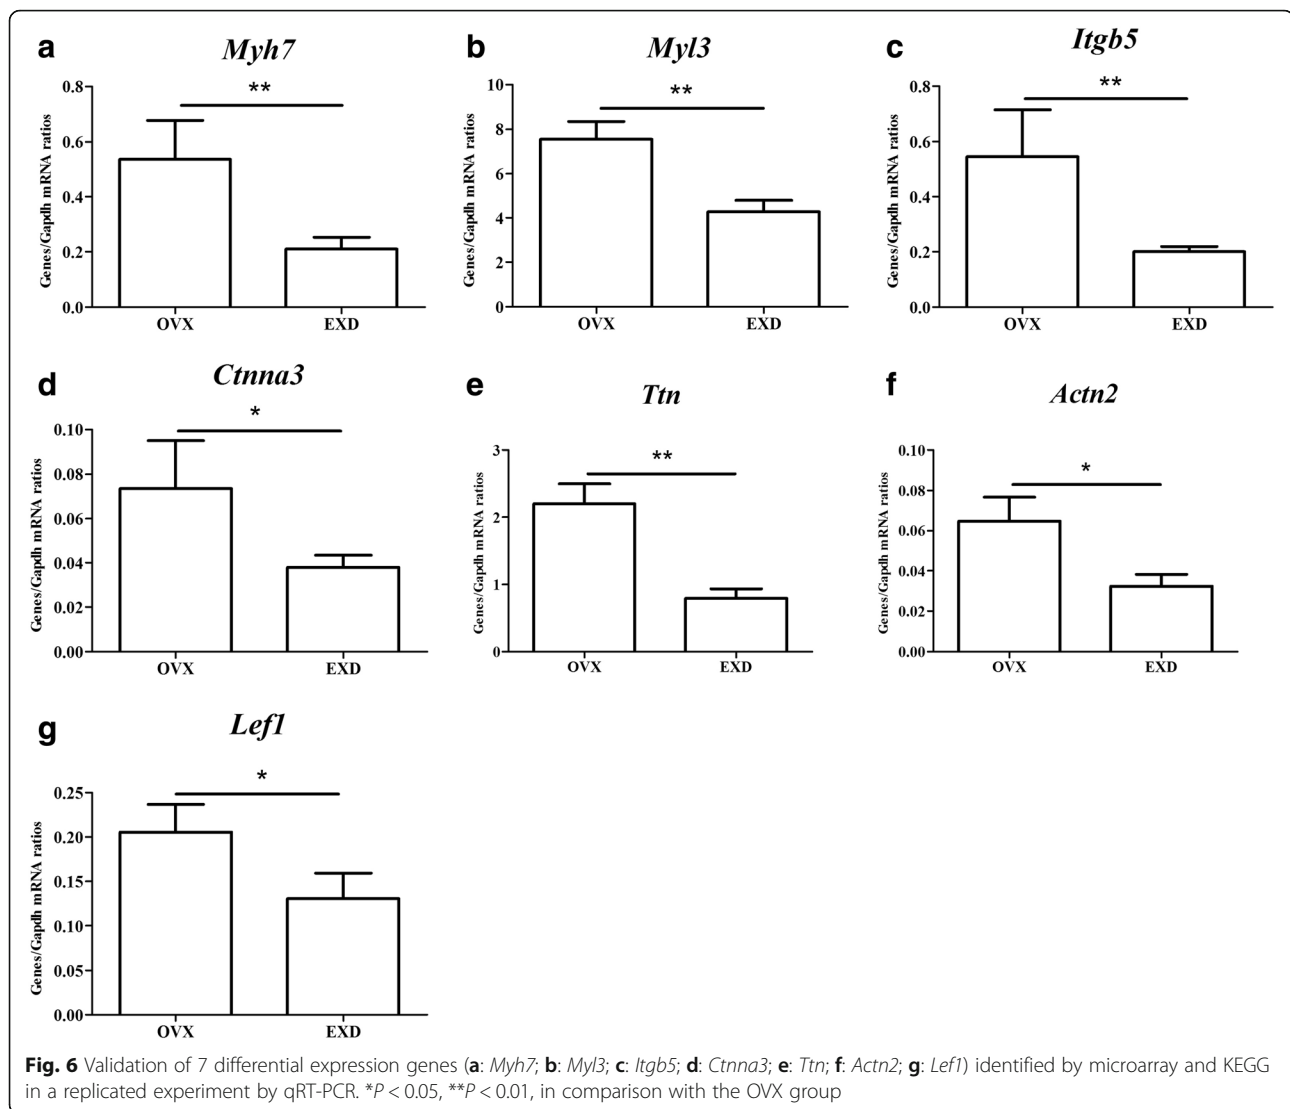 a
Myh7
Genes/Gapdh mRNA ratios
0.8
0.6
0.4
0.2
0.0
**
OVX
EXD
b
Myl3
Genes/Gapdh mRNA ratios
10
8
6
4
2
0
**
OVX
EXD
c
Itgb5
Genes/Gapdh mRNA ratios
0.8
0.6
0.4
0.2
0.0
**
OVX
EXD
d
Ctnna3
Genes/Gapdh mRNA ratios
0.10
0.08
0.06
0.04
0.02
0.00
*
OVX
EXD
e
Ttn
Genes/Gapdh mRNA ratios
3
2
1
0
**
OVX
EXD
f
Actn2
Genes/Gapdh mRNA ratios
0.10
0.08
0.06
0.04
0.02
0.00
*
OVX
EXD
g
Lef1
Genes/Gapdh mRNA ratios
0.25
0.20
0.15
0.10
0.05
0.00
*
OVX
EXD
Fig. 6 Validation of 7 differential expression genes (a: Myh7; b: Myl3; c: Itgb5; d: Ctnna3; e: Ttn; f: Actn2; g: Lef1) identified by microarray and KEGG
in a replicated experiment by qRT-PCR. *P < 0.05, **P < 0.01, in comparison with the OVX group